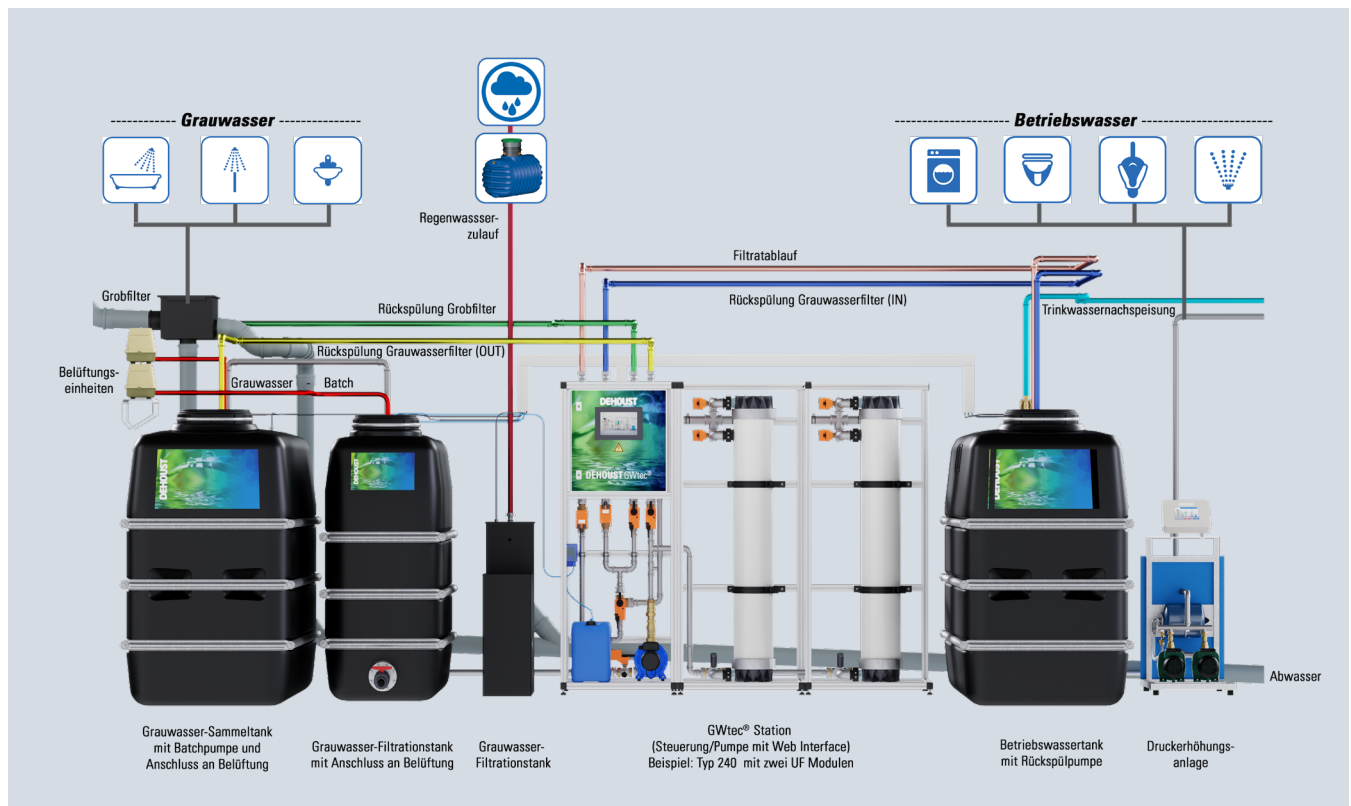 Grauwasser
Betriebswasser
Regenwassser-
zulauf
Filtratablauf
Grobfilter
Rückspülung Grobfilter
Rückspülung Grauwasserfilter (IN)
Trinkwassernachspeisung
Rückspülung Grauwasserfilter (OUT)
Belüftungs-
einheiten
Grauwasser
Batch
DEHOUST
DEHOUST GWtec®
DEHOUST
DEHOUST
DEHOUST
Abwasser
Grauwasser-Sammeltank
mit Batchpumpe und
Anschluss an Belüftung
Grauwasser-Filtrationstank
mit Anschluss an Belüftung
Grauwasser-
Filtrationstank
GWtec® Station
(Steuerung/Pumpe mit Web Interface)
Beispiel: Typ 240 mit zwei UF Modulen
Betriebswassertank
mit Rückspülpumpe
Druckerhöhungs-
anlage